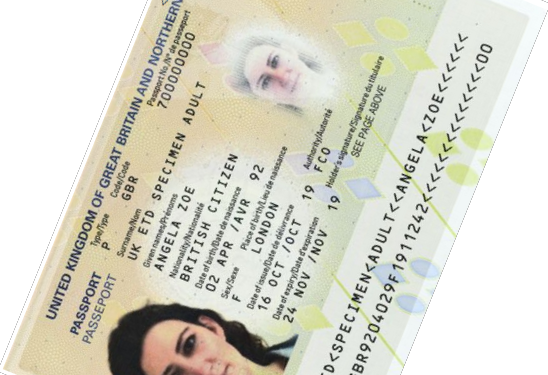 UNITED KINGDOM OF GREAT BRITAIN AND NORTHERN
PASSPORT
PASSEPORT
Type/Type
P
Code/Code
GBR
Passport No./Nº de passeport
700000000
Surname/Nom
UK ETD SPECIMEN ADULT
Given names/Prénoms
ANGELA ZOE
Nationality/Nationalité
BRITISH CITIZEN
Date of birth/Date de naissance
02 APR /AVR 92
Sex/Sexe
F
Place of birth/Lieu de naissance
LONDON
Date of issue/Date de délivrance
16 OCT /OCT 19
Authority/Autorité
FCO
Date of expiry/Date d'expiration
24 NOV /NOV 19
Holder's signature/Signature du titulaire
SEE PAGE ABOVE
D<SPECIMEN<ADULT<<ANGELA<ZOE<<<<<<
BR9204029F1911242<<<<<<<<<<<<<<00